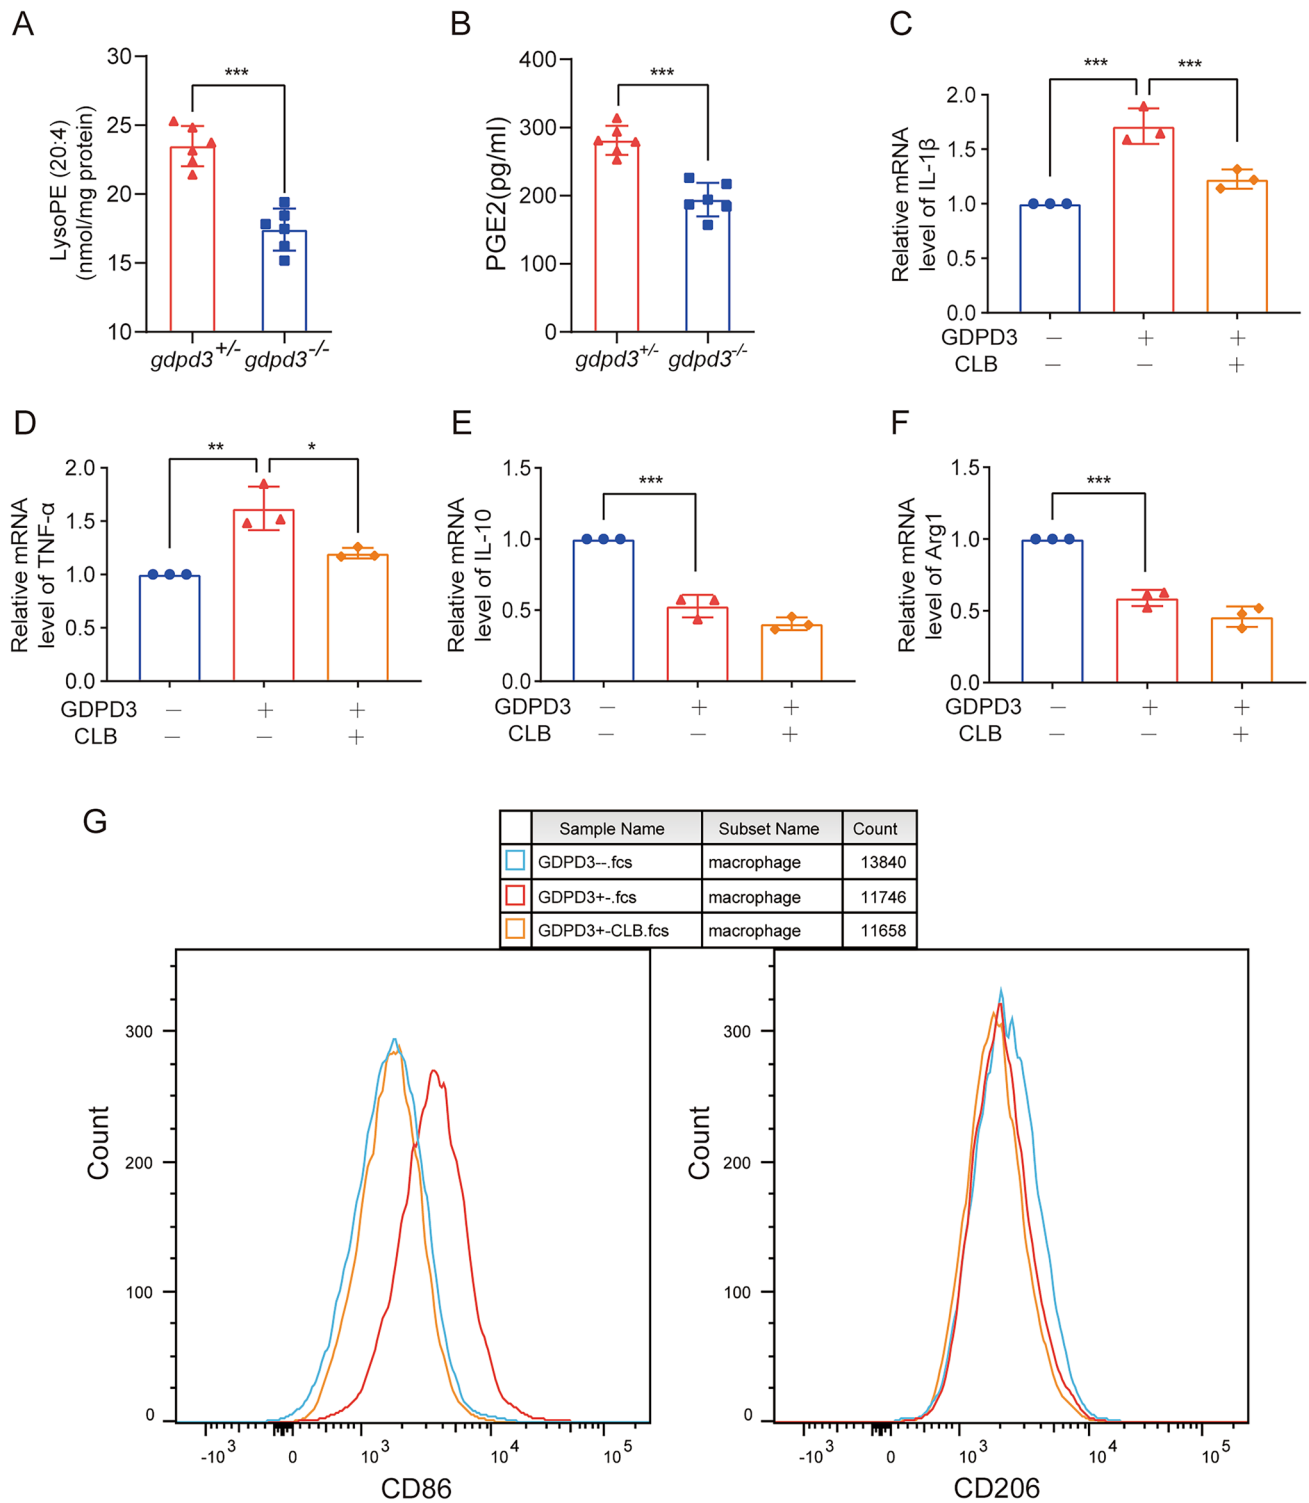 A
LysoPE (20:4)
(nmol/mg protein)
30
25
20
15
10
***
gdpd3+/- gdpd3-/-
B
PGE2(pg/ml)
400
300
200
100
0
***
gdpd3+/- gdpd3-/-
C
Relative mRNA
level of IL-1β
2.0
1.5
1.0
0.5
0.0
*** ***
GDPD3 — + +
CLB — — +
D
Relative mRNA
level of TNF-α
2.0
1.5
1.0
0.5
0.0
** *
GDPD3 — + +
CLB — — +
E
Relative mRNA
level of IL-10
1.5
1.0
0.5
0.0
***
GDPD3 — + +
CLB — — +
F
Relative mRNA
level of Arg1
1.5
1.0
0.5
0.0
***
GDPD3 — + +
CLB — — +
G
Sample Name Subset Name Count
GDPD3--.fcs macrophage 13840
GDPD3+-.fcs macrophage 11746
GDPD3+-CLB.fcs macrophage 11658
Count
300
200
100
0
-10³ 0 10³ 10⁴ 10⁵
CD86
Count
300
200
100
0
-10³ 0 10³ 10⁴ 10⁵
CD206